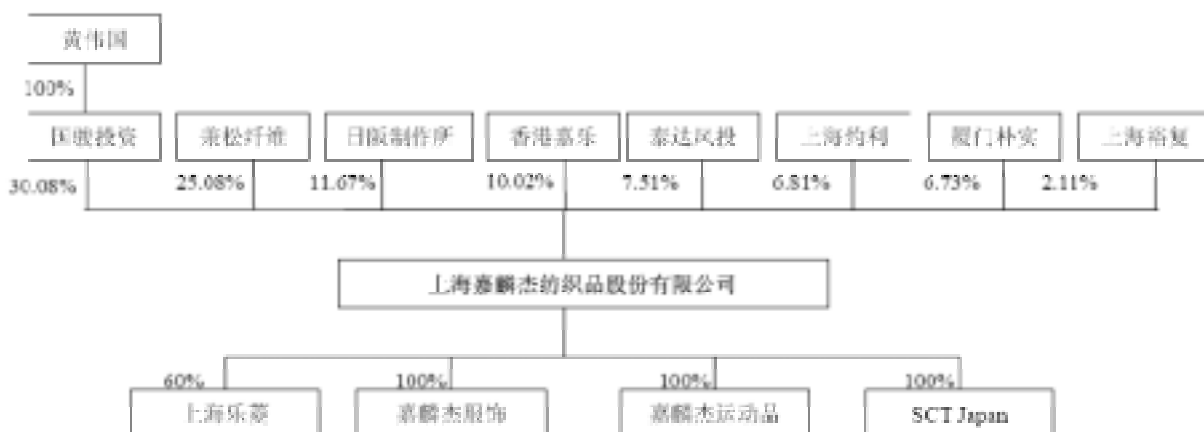 黄伟国
100%
国骏投资 兼松纤维 日阪制作所 香港嘉乐 泰达风投 上海约利 厦门朴实 上海裕复
30.08% 25.08% 11.67% 10.02% 7.51% 6.81% 6.73% 2.11%
上海嘉麟杰纺织品股份有限公司
60% 100% 100% 100%
上海乐菱 嘉麟杰服饰 嘉麟杰运动品 SCT Japan